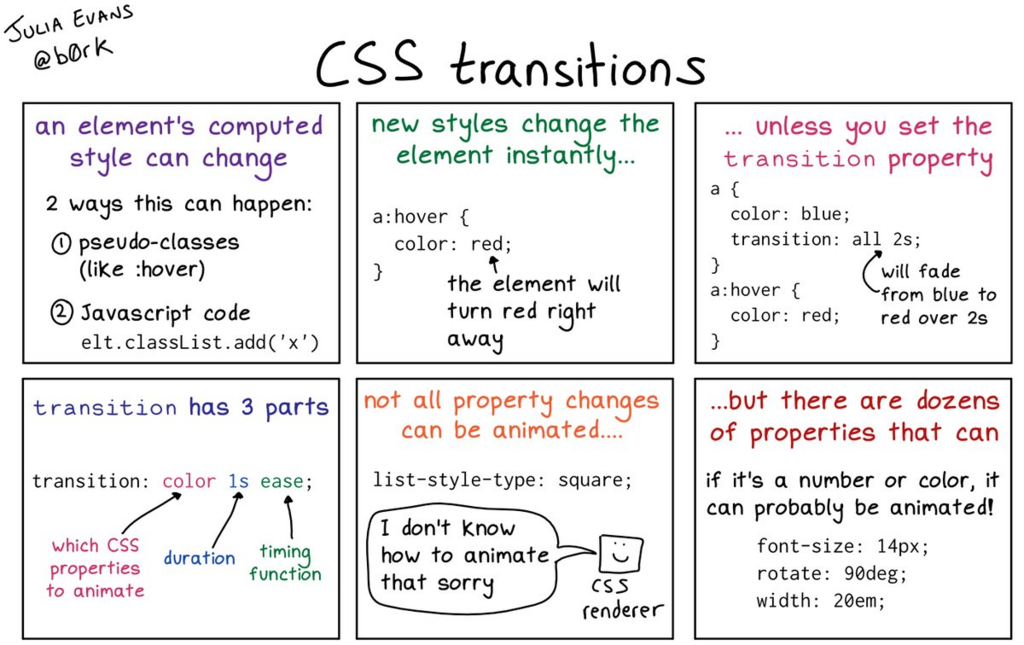 JULIA EVANS
@b0rk
CSS transitions
an element's computed
style can change
2 ways this can happen:
① pseudo-classes
(like :hover)
② Javascript code
elt.classList.add('x')
new styles change the
element instantly...
a:hover {
color: red;
}
the element will
turn red right
away
... unless you set the
transition property
a {
color: blue;
transition: all 2s;
}
a:hover {
color: red;
}
will fade
from blue to
red over 2s
transition has 3 parts
transition: color 1s ease;
which CSS
properties
to animate
duration
timing
function
not all property changes
can be animated....
list-style-type: square;
I don't know
how to animate
that sorry
CSS
renderer
...but there are dozens
of properties that can
if it's a number or color, it
can probably be animated!
font-size: 14px;
rotate: 90deg;
width: 20em;